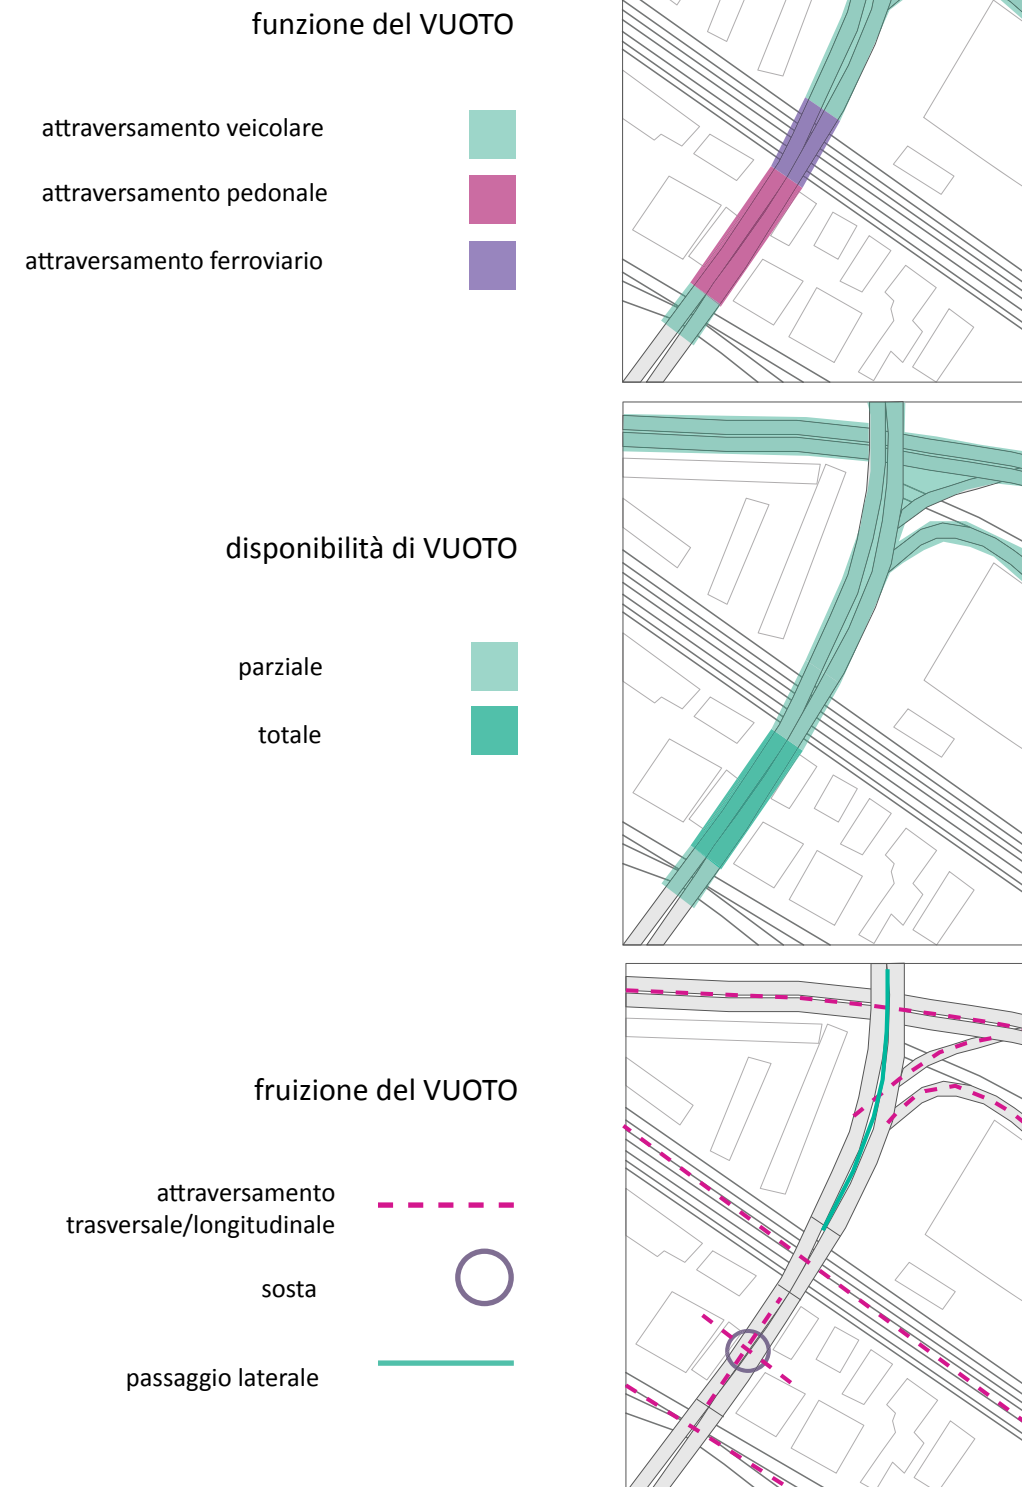 funzione del VUOTO
attraversamento veicolare
attraversamento pedonale
attraversamento ferroviario
disponibilità di VUOTO
parziale
totale
fruizione del VUOTO
attraversamento
trasversale/longitudinale
sosta
passaggio laterale